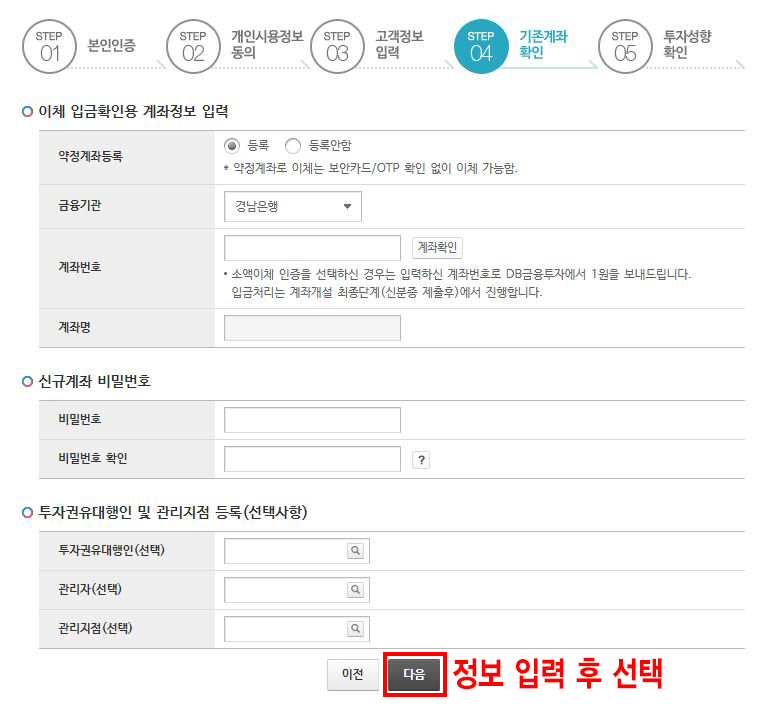 STEP 01 본인인증
STEP 02 개인신용정보 동의
STEP 03 고객정보 입력
STEP 04 기존계좌 확인
STEP 05 투자성향 확인
이체 입금확인용 계좌정보 입력
약정계좌등록
등록 등록안함
* 약정계좌로 이체는 보안카드/OTP 확인 없이 이체 가능함.
금융기관
경남은행
계좌번호
계좌확인
• 소액이체 인증을 선택하신 경우는 입력하신 계좌번호로 DB금융투자에서 1원을 보내드립니다.
입금처리는 계좌개설 최종단계(신분증 제출후)에서 진행합니다.
계좌명
신규계좌 비밀번호
비밀번호
비밀번호 확인 ?
투자권유대행인 및 관리지점 등록(선택사항)
투자권유대행인(선택)
관리자(선택)
관리지점(선택)
이전 다음 정보 입력 후 선택